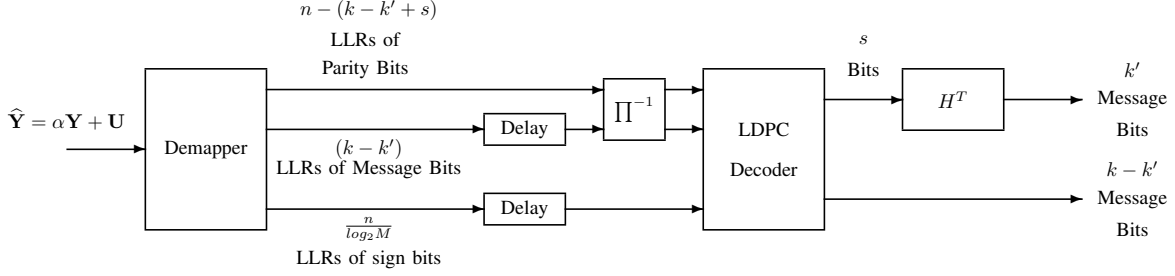 n − (k − k′ + s)
LLRs of
Parity Bits
Ŷ = αY + U
Demapper
(k − k′)
LLRs of Message Bits
Delay
∏⁻¹
n/log₂M
LLRs of sign bits
Delay
LDPC
Decoder
s
Bits
Hᵀ
k′
Message
Bits
k − k′
Message
Bits